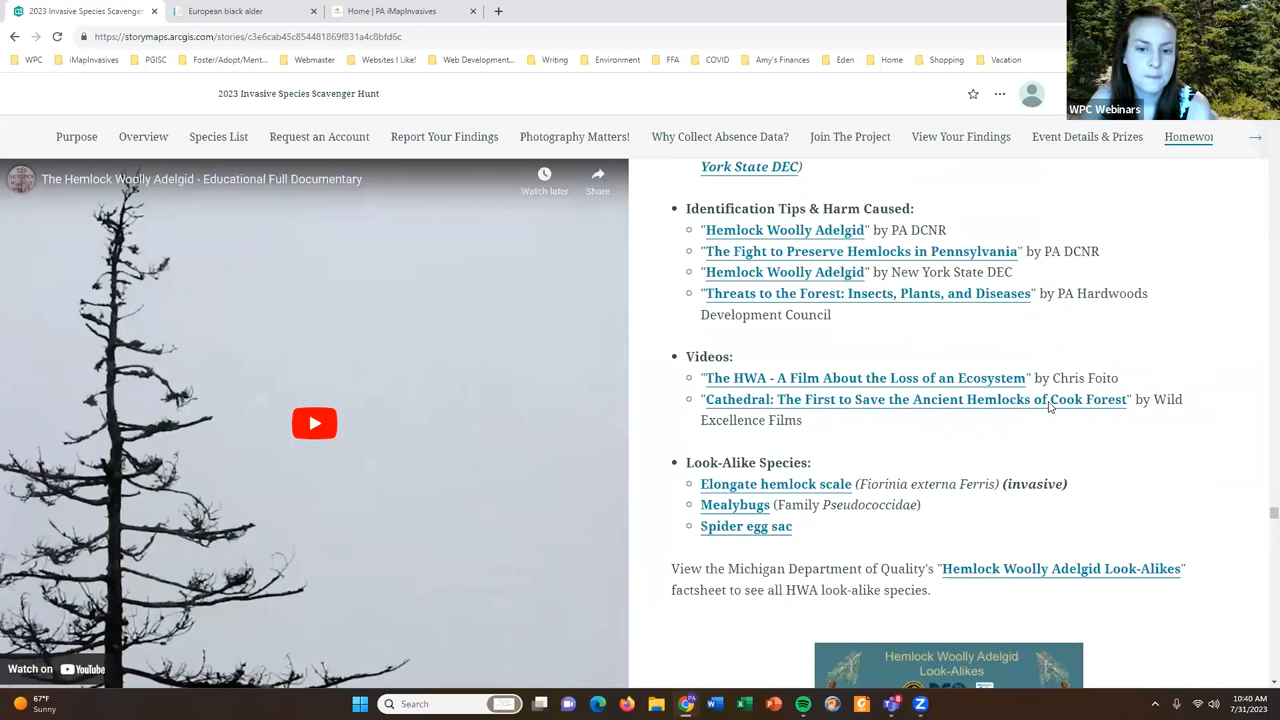 2023 Invasive Species Scavenger
European black alder
Home | PA iMapInvasives
https://storymaps.arcgis.com/stories/c3e6cab45c854481869f831a4c8bfd6c
WPC
iMapInvasives
PGISC
Foster/Adopt/Ment...
Webmaster
Websites I Like!
Web Development...
Writing
Environment
FFA
COVID
Amy's Finances
Eden
Home
Shopping
Vacation
WPC Webinars
2023 Invasive Species Scavenger Hunt
Purpose
Overview
Species List
Request an Account
Report Your Findings
Photography Matters!
Why Collect Absence Data?
Join The Project
View Your Findings
Event Details & Prizes
Homewor
The Hemlock Woolly Adelgid - Educational Full Documentary
Watch later
Share
Watch on YouTube
York State DEC)
Identification Tips & Harm Caused:
"Hemlock Woolly Adelgid" by PA DCNR
"The Fight to Preserve Hemlocks in Pennsylvania" by PA DCNR
"Hemlock Woolly Adelgid" by New York State DEC
"Threats to the Forest: Insects, Plants, and Diseases" by PA Hardwoods
Development Council
Videos:
"The HWA - A Film About the Loss of an Ecosystem" by Chris Foito
"Cathedral: The First to Save the Ancient Hemlocks of Cook Forest" by Wild
Excellence Films
Look-Alike Species:
Elongate hemlock scale (Fiorinia externa Ferris) (invasive)
Mealybugs (Family Pseudococcidae)
Spider egg sac
View the Michigan Department of Quality's "Hemlock Woolly Adelgid Look-Alikes"
factsheet to see all HWA look-alike species.
Hemlock Woolly Adelgid
Look-Alikes
67°F
Sunny
Search
10:40 AM
7/31/2023